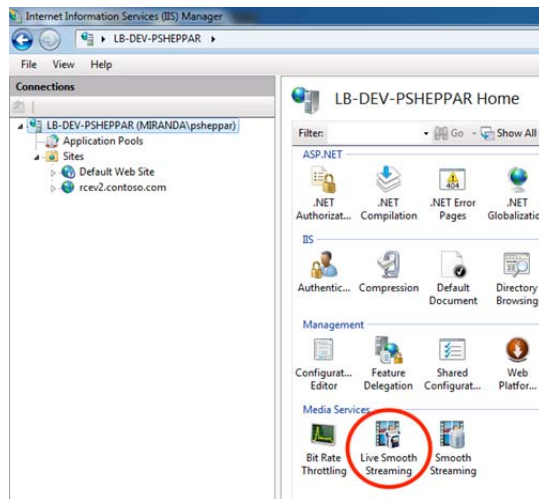 Internet Information Services (IIS) Manager
LB-DEV-PSHEPPAR
File View Help
Connections
LB-DEV-PSHEPPAR (MIRANDA\psheppar)
Application Pools
Sites
Default Web Site
rcev2.contoso.com
LB-DEV-PSHEPPAR Home
Filter: Go Show All
ASP.NET
.NET .NET .NET Error .NET
Authorizat... Compilation Pages Globalizatio
IIS
Authentic... Compression Default Directory
Document Browsing
Management
Configurat... Feature Shared Web
Editor Delegation Configurat... Platfor...
Media Services
Bit Rate Live Smooth Smooth
Throttling Streaming Streaming